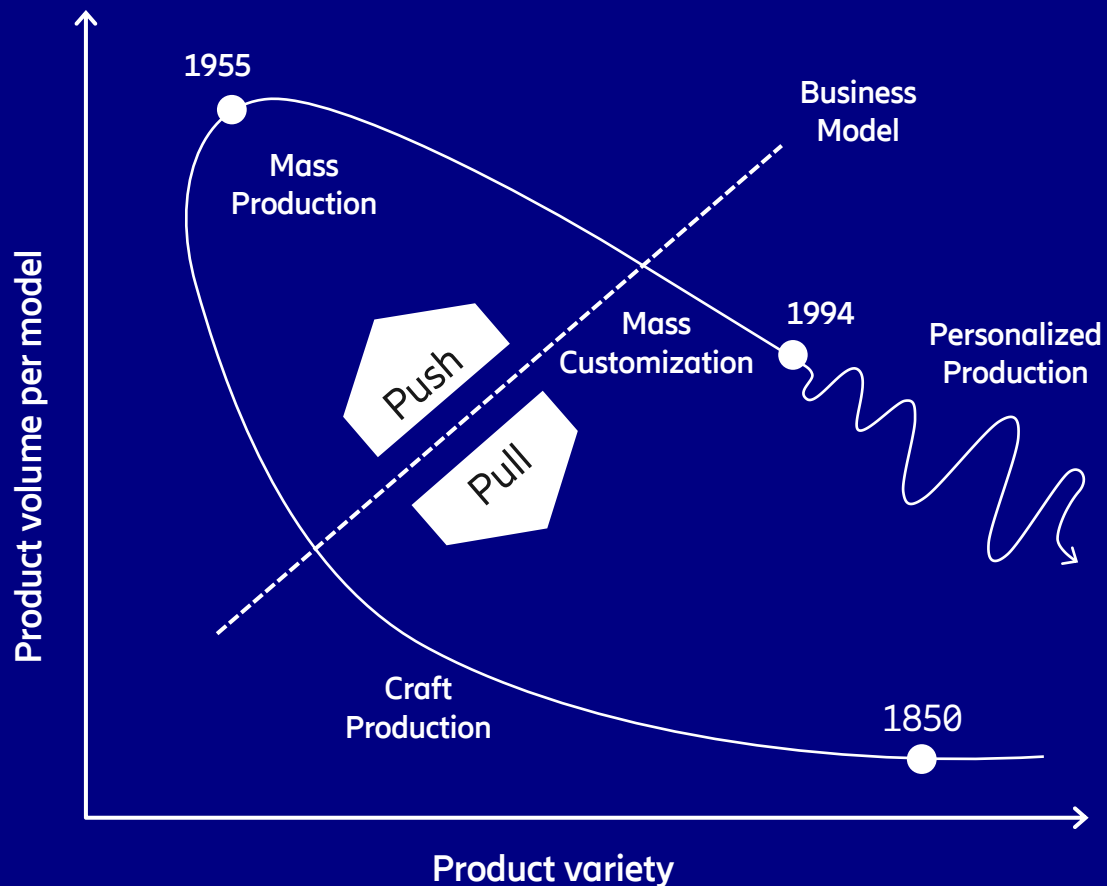 1955
Business
Model
Mass
Production
1994
Mass
Customization
Personalized
Production
Push
Pull
Product volume per model
Craft
Production
1850
Product variety